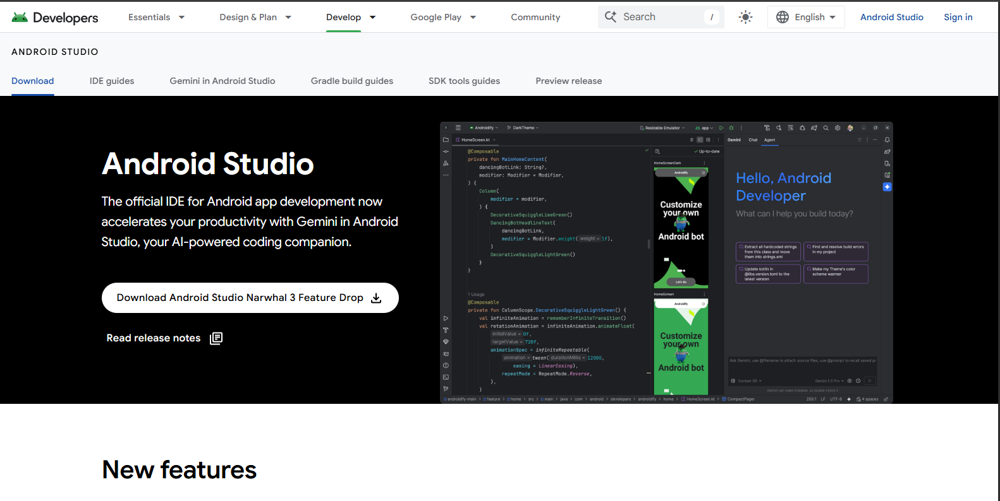 Developers
Essentials
Design & Plan
Develop
Google Play
Community
Search
/
English
Android Studio
Sign in
ANDROID STUDIO
Download
IDE guides
Gemini in Android Studio
Gradle build guides
SDK tools guides
Preview release
Android Studio
The official IDE for Android app development now
accelerates your productivity with Gemini in Android
Studio, your AI-powered coding companion.
Download Android Studio Narwhal 3 Feature Drop
Read release notes
Androidify
DarkTheme
Resizable Emulator
app
HomeScreen.kt
@Composable
private fun MainHomeContent(
dancingBotLink: String?,
modifier: Modifier = Modifier,
) {
Column(
modifier = modifier,
) {
DecorativeSquiggleLimeGreen()
DancingBotHeadlineText(
dancingBotLink,
modifier = Modifier.weight( weight = 1f),
)
DecorativeSquiggleLightGreen()
}
}
1 Usage
@Composable
private fun ColumnScope.DecorativeSquiggleLightGreen() {
val infiniteAnimation = rememberInfiniteTransition()
val rotationAnimation = infiniteAnimation.animateFloat(
initialValue = 0f,
targetValue = 720f,
animationSpec = infiniteRepeatable(
animation = tween( durationMillis = 12000,
easing = LinearEasing),
repeatMode = RepeatMode.Reverse,
),
)
Up-to-date
HomeScreenDark
Androidify
Customize
your own
Android bot
Let's Go
HomeScreen
Androidify
Customize
your own
Android bot
Gemini
Chat
Agent
Hello, Android
Developer
What can I help you build today?
Extract all hardcoded strings
from this class and move
them into strings.xml
Find and resolve build errors
in my project
Update kotlin in
@libs.version.toml to the
latest version
Make my Theme's color
scheme warmer
Ask Gemini, use @filename to attach source files, use @prompt to recall saved pr
Context (6)
Gemini 2.5 Pro
Gemini can make mistakes, so double-check it
androidify-main > feature > home > src > main > java > com > android > developers > androidify > home > HomeScreen.kt > CompactPager
255:1 LF UTF-8 4 spaces
New features